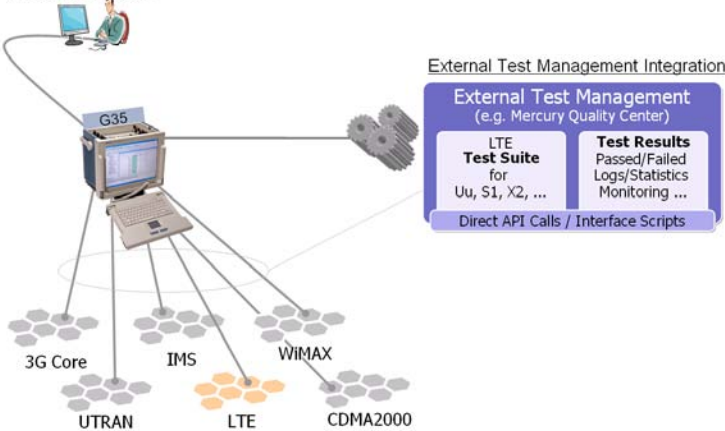 G35
External Test Management Integration
External Test Management
(e.g. Mercury Quality Center)
LTE
Test Suite
for
Uu, S1, X2, ...
Test Results
Passed/Failed
Logs/Statistics
Monitoring ...
Direct API Calls / Interface Scripts
3G Core
IMS
WiMAX
UTRAN
LTE
CDMA2000